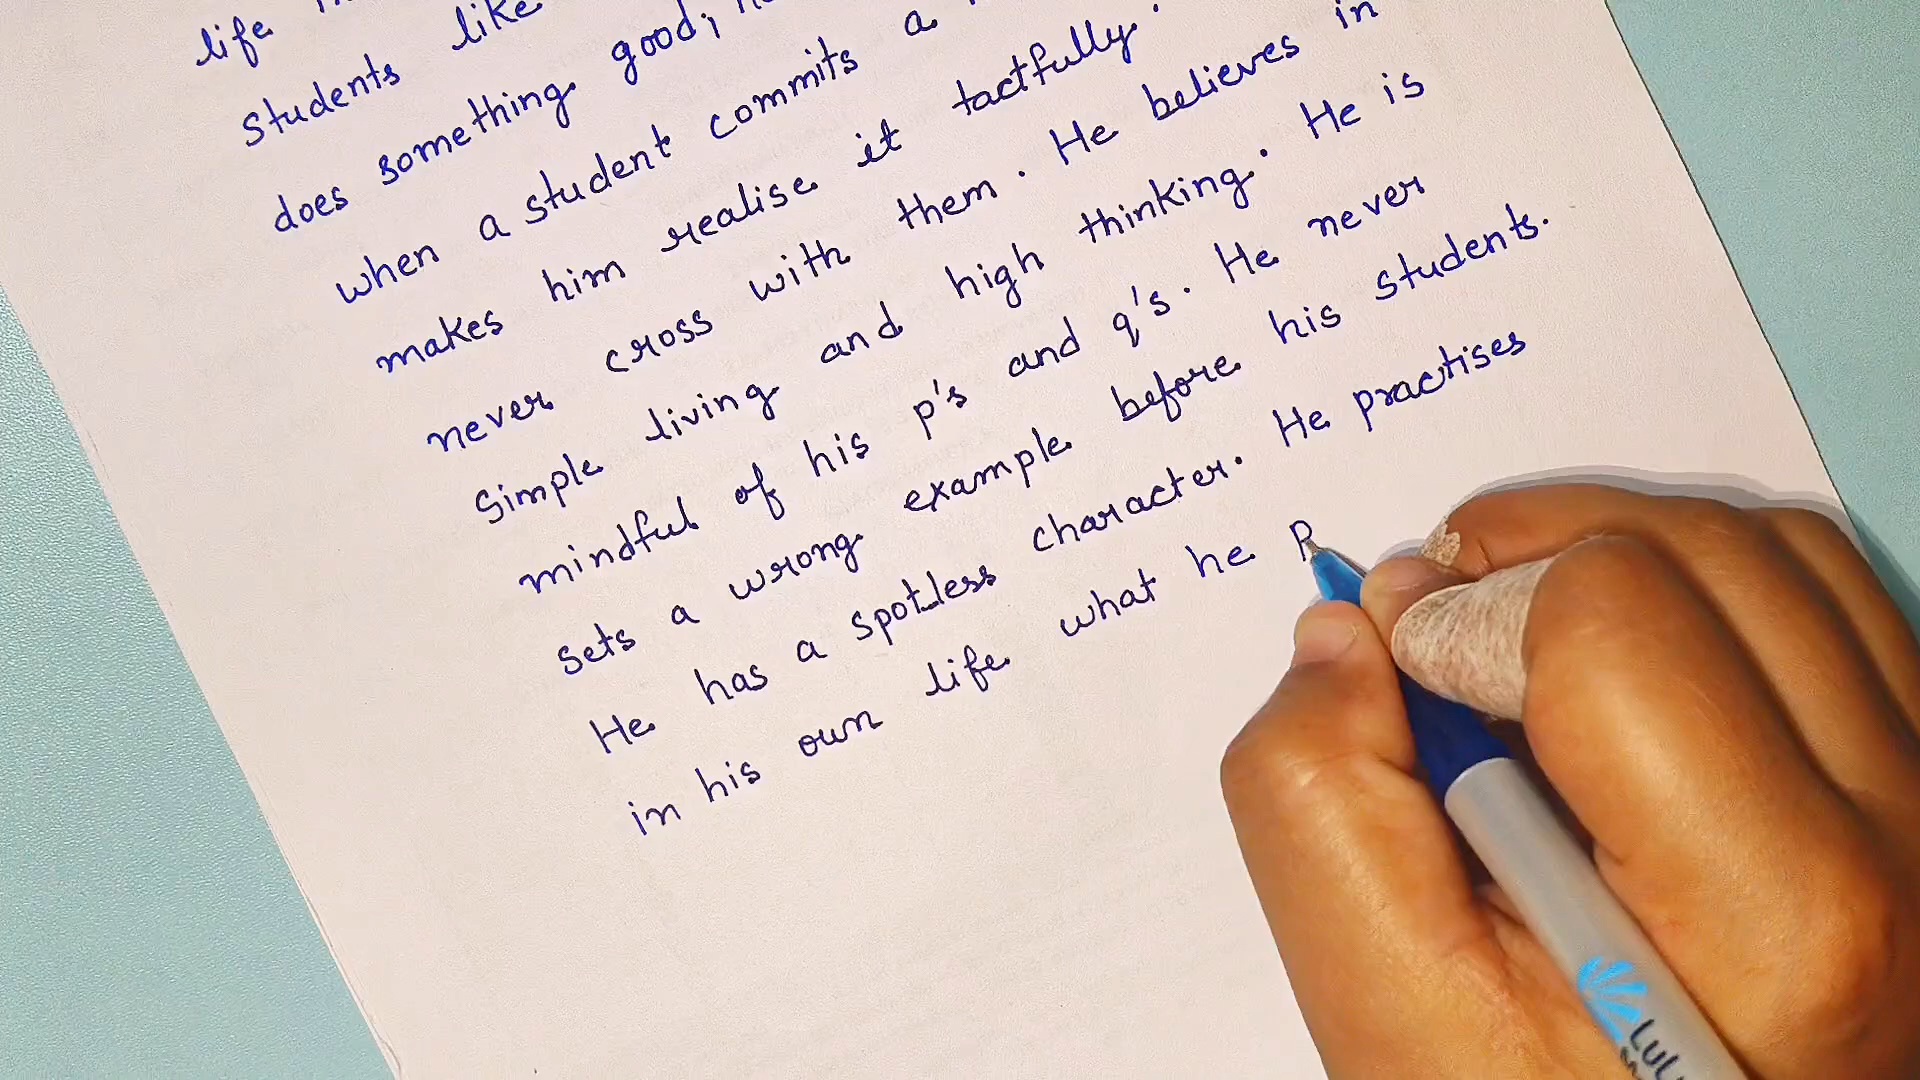 life
students like
does something good,
when a student commits a
makes him realise it tactfully.
never cross with them. He believes in
simple living and high thinking. He is
mindful of his p's and q's. He never
sets a wrong example before his students.
He has a spotless character. He practises
in his own life what he p